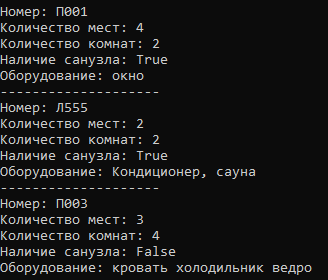 Номер: П001
Количество мест: 4
Количество комнат: 2
Наличие санузла: True
Оборудование: окно
--------------------
Номер: Л555
Количество мест: 2
Количество комнат: 2
Наличие санузла: True
Оборудование: Кондиционер, сауна
--------------------
Номер: П003
Количество мест: 3
Количество комнат: 4
Наличие санузла: False
Оборудование: кровать холодильник ведро